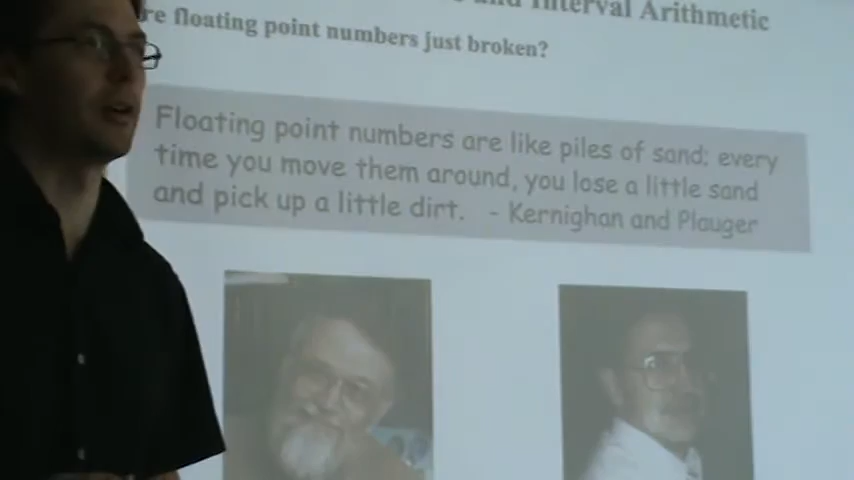 and Interval Arithmetic
re floating point numbers just broken?
Floating point numbers are like piles of sand; every
time you move them around, you lose a little sand
and pick up a little dirt. - Kernighan and Plauger